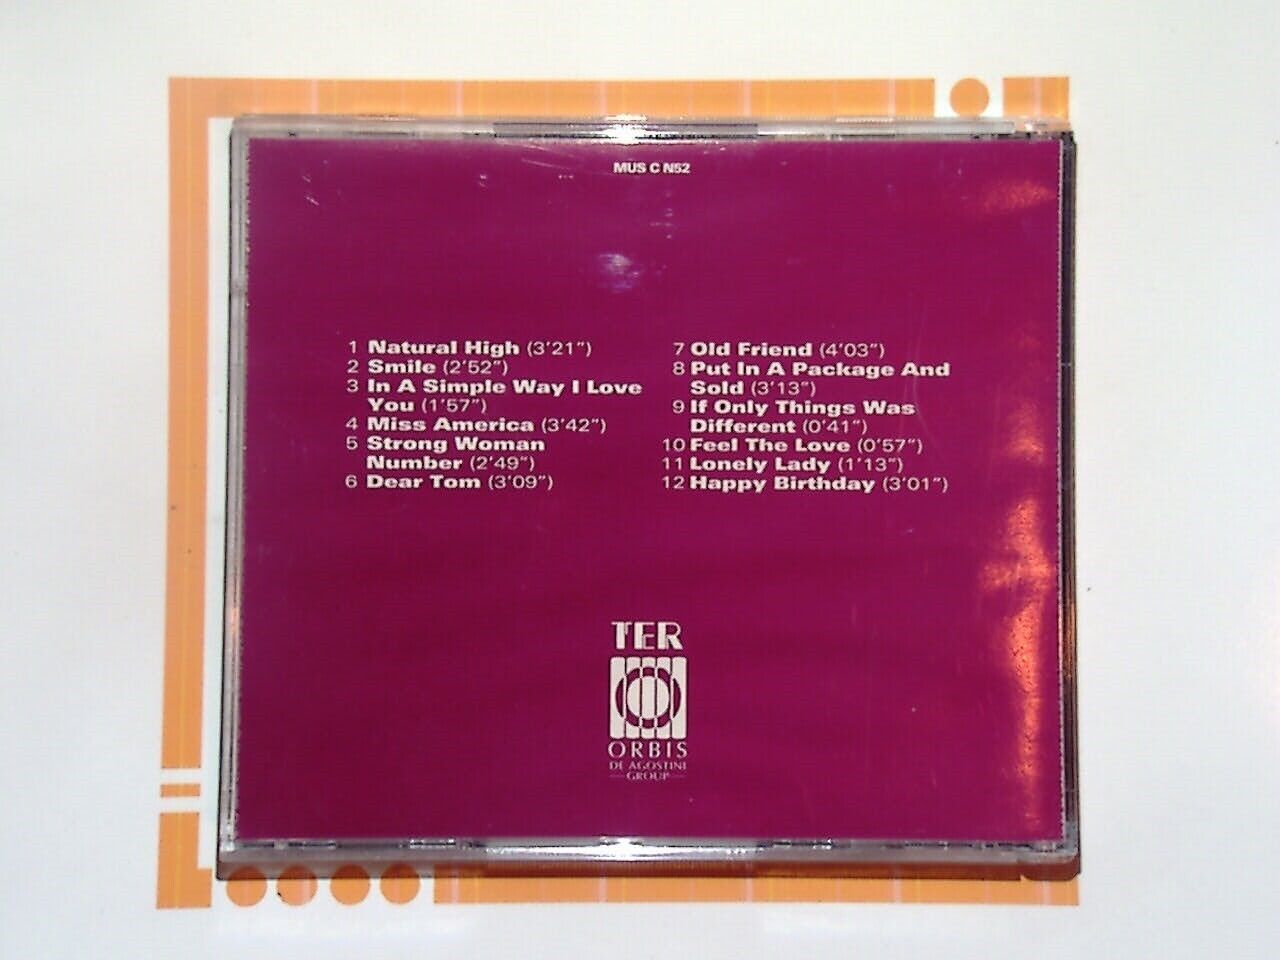 MUS C N52
1 Natural High (3'21")
2 Smile (2'52")
3 In A Simple Way I Love
You (1'57")
4 Miss America (3'42")
5 Strong Woman
Number (2'49")
6 Dear Tom (3'09")
7 Old Friend (4'03")
8 Put In A Package And
Sold (3'13")
9 If Only Things Was
Different (0'41")
10 Feel The Love (0'57")
11 Lonely Lady (1'13")
12 Happy Birthday (3'01")
TER
ORBIS
DE AGOSTINI
GROUP